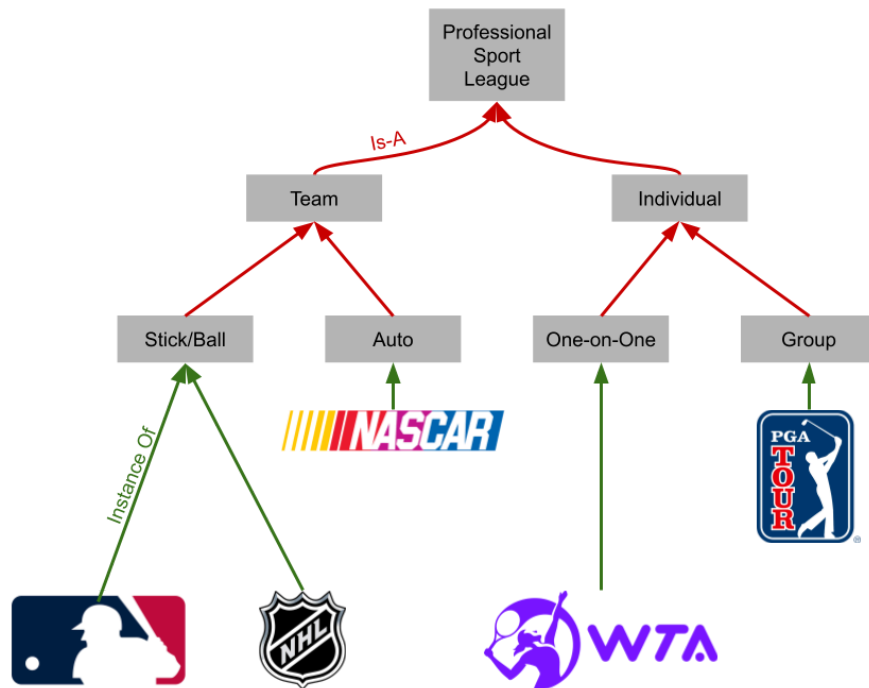 Professional
Sport
League
Is-A
Team
Individual
Stick/Ball
Auto
One-on-One
Group
Instance Of
NASCAR
PGA
TOUR
®
NHL
WTA